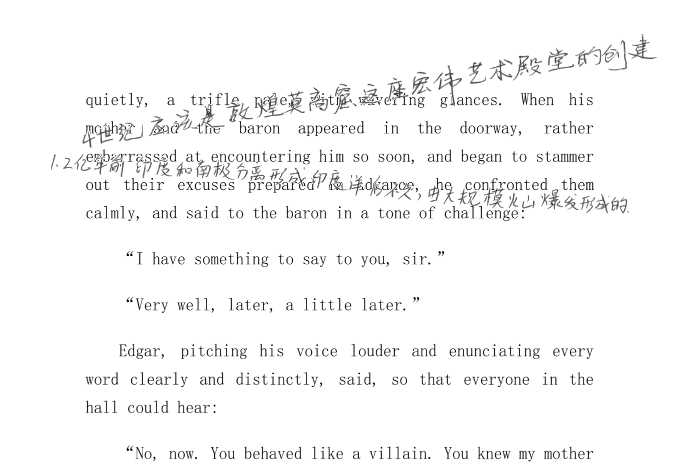 4世纪应该是敦煌莫高窟这座宏伟艺术殿堂的创建
quietly, a trifle with glances. When his
mother and the baron appeared in the doorway, rather
1.2亿年前印度和南极分离形成印度洋后不久,由大规模火山爆发形成的.
embarrassed at encountering him so soon, and began to stammer
out their excuses prepared in advance, he confronted them
calmly, and said to the baron in a tone of challenge:
“I have something to say to you, sir.”
“Very well, later, a little later.”
Edgar, pitching his voice louder and enunciating every
word clearly and distinctly, said, so that everyone in the
hall could hear:
“No, now. You behaved like a villain. You knew my mother